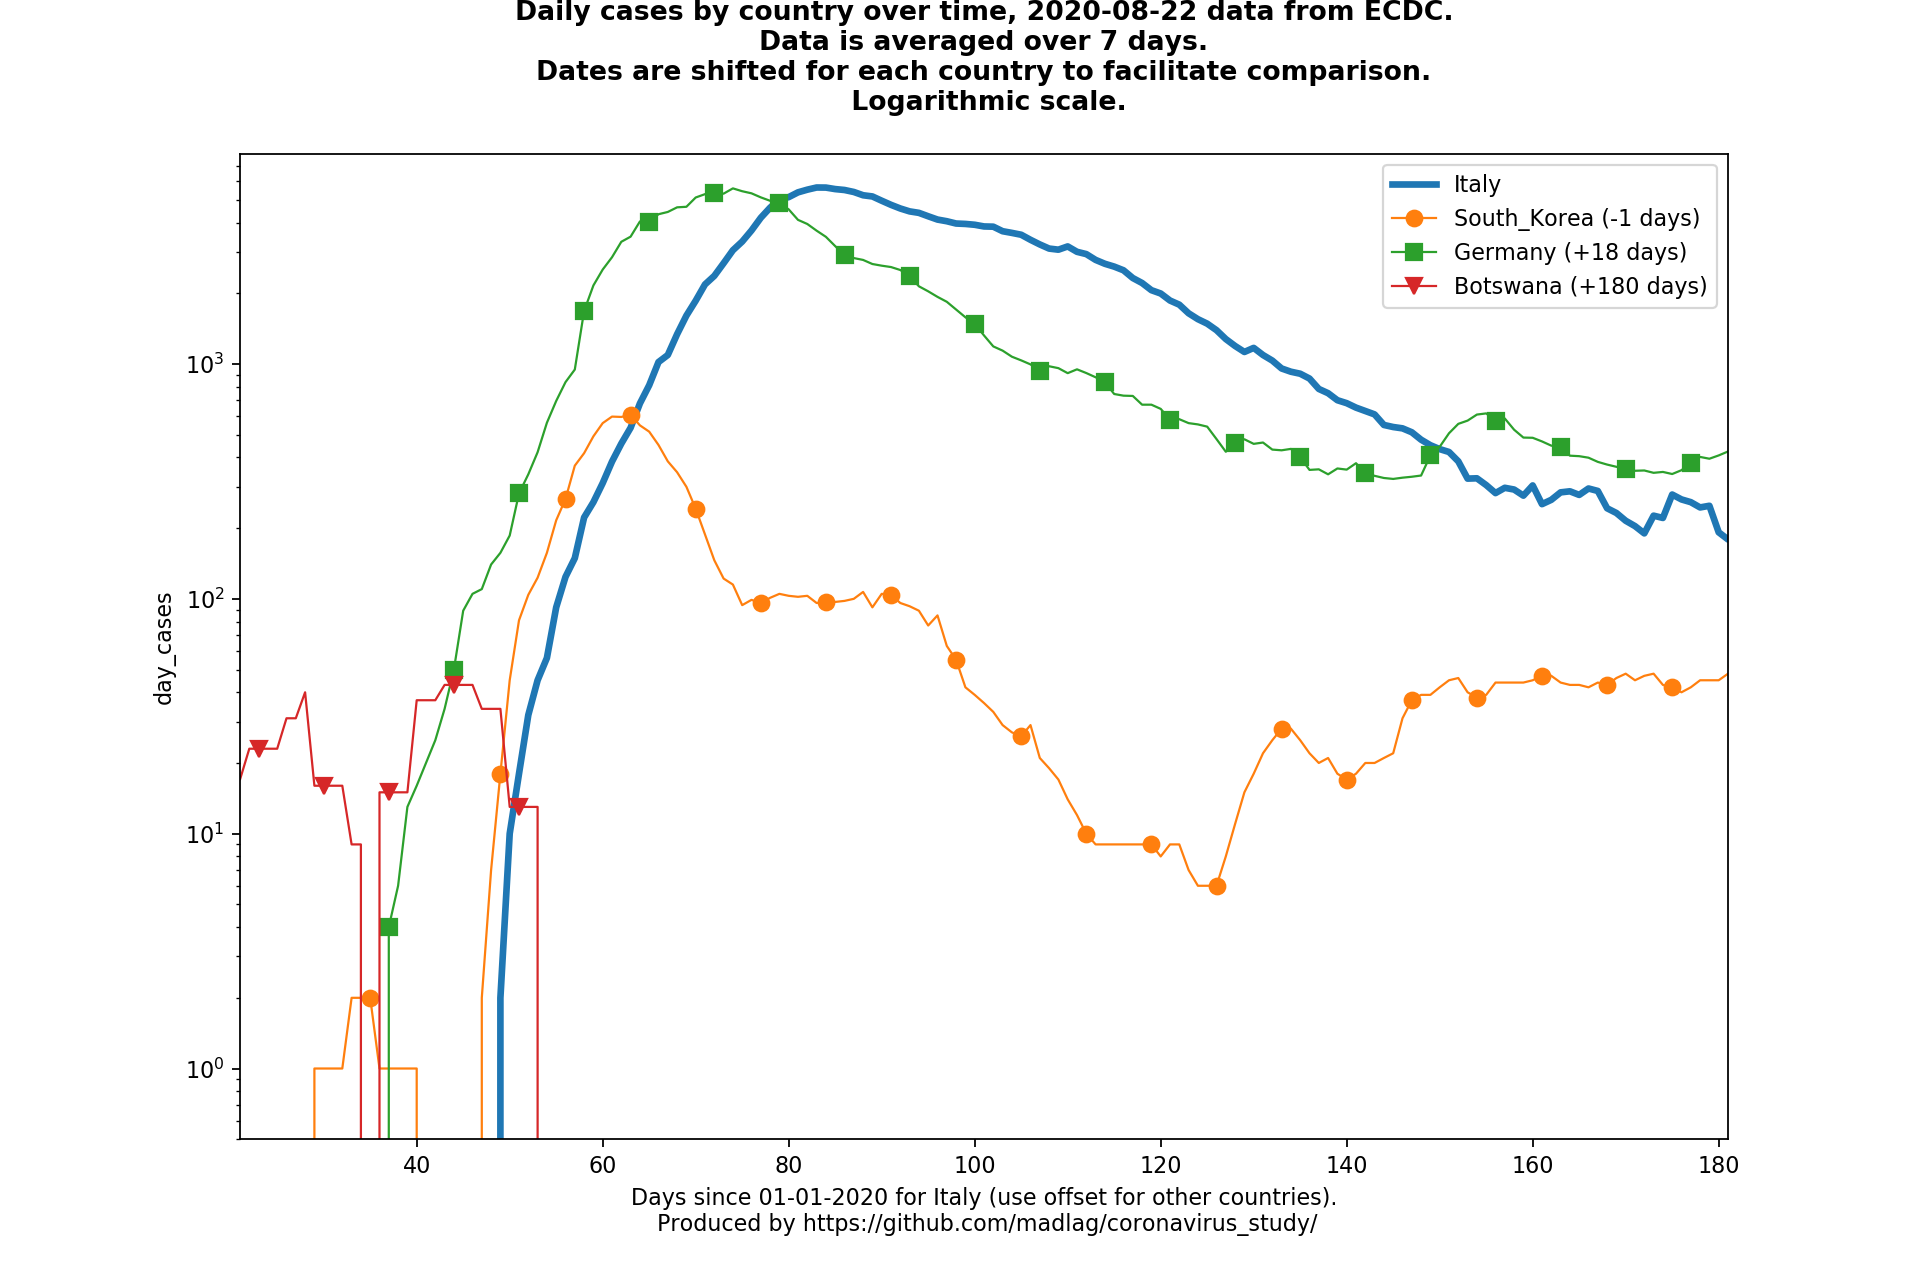 Daily cases by country over time, 2020-08-22 data from ECDC.
Data is averaged over 7 days.
Dates are shifted for each country to facilitate comparison.
Logarithmic scale.
Italy
South_Korea (-1 days)
Germany (+18 days)
Botswana (+180 days)
day_cases
10³
10²
10¹
10⁰
40 60 80 100 120 140 160 180
Days since 01-01-2020 for Italy (use offset for other countries).
Produced by https://github.com/madlag/coronavirus_study/